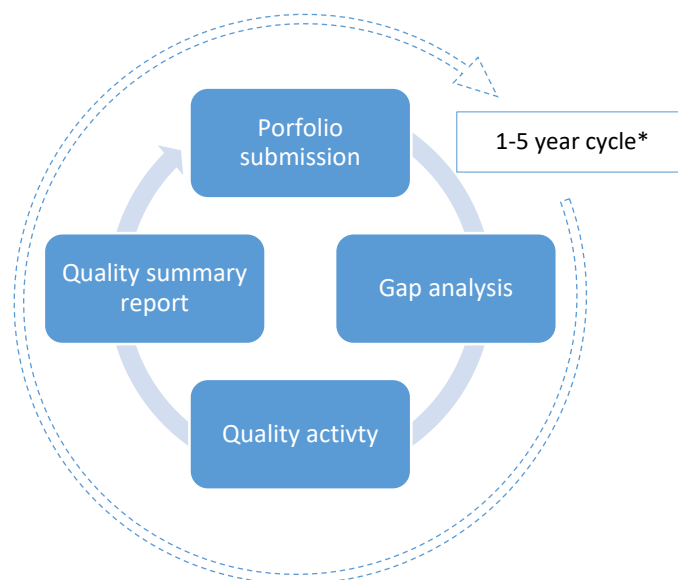 Porfolio
submission
1-5 year cycle*
Gap analysis
Quality activty
Quality summary
report